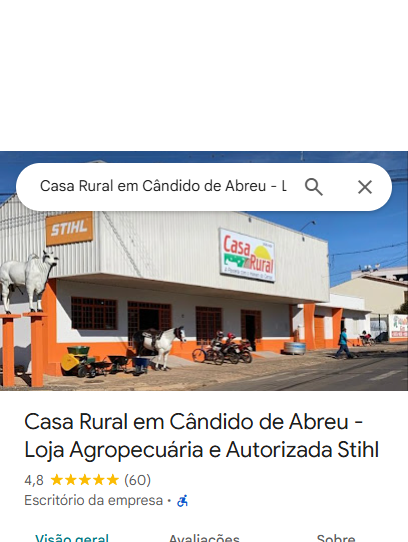 Casa Rural em Cândido de Abreu - L
STIHL
Casa
Rural
Casa Rural em Cândido de Abreu -
Loja Agropecuária e Autorizada Stihl
4,8 (60)
Escritório da empresa ·
Visão geral Avaliações Sobre